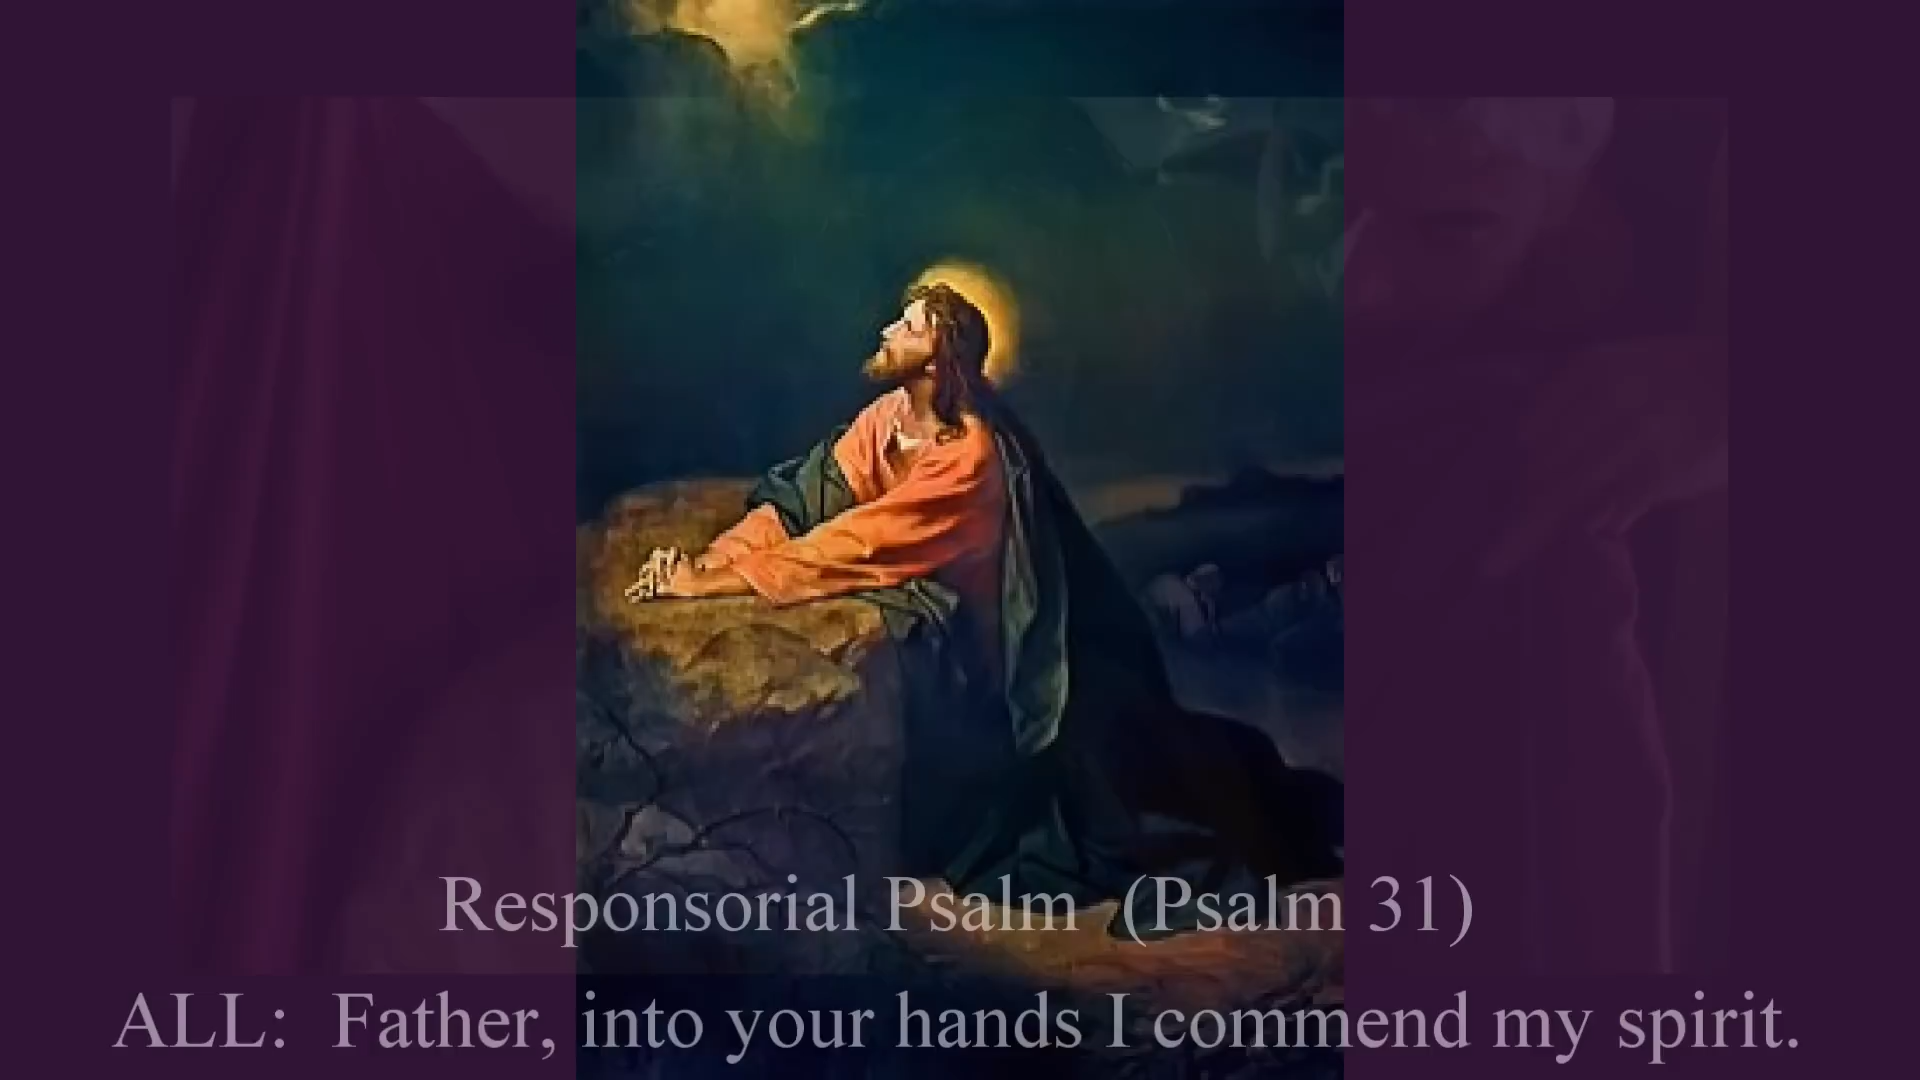 Responsorial Psalm (Psalm 31)
ALL: Father, into your hands I commend my spirit.